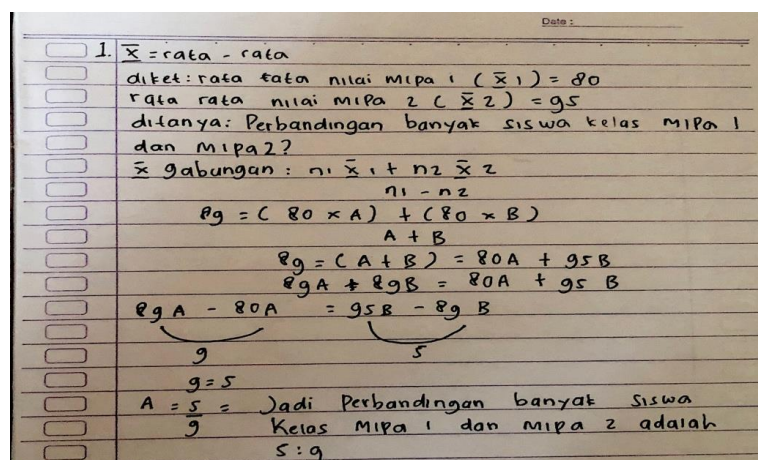 Date:
1. x̄ = rata - rata
diket: rata rata nilai MIPA 1 (x̄ 1) = 80
rata rata nilai MIPA 2 (x̄ 2) = 95
ditanya: Perbandingan banyak siswa kelas MIPA 1
dan MIPA 2?
x̄ gabungan: n1 x̄ 1 + n2 x̄ 2
n1 - n2
89 = (80 x A) + (80 x B)
A + B
89 = (A + B) = 80A + 95B
89A + 89B = 80A + 95 B
89 A - 80A = 95B - 89 B
9 5
9 = 5
A = 5 = Jadi Perbandingan banyak siswa
9 Kelas MIPA 1 dan MIPA 2 adalah
5 : 9